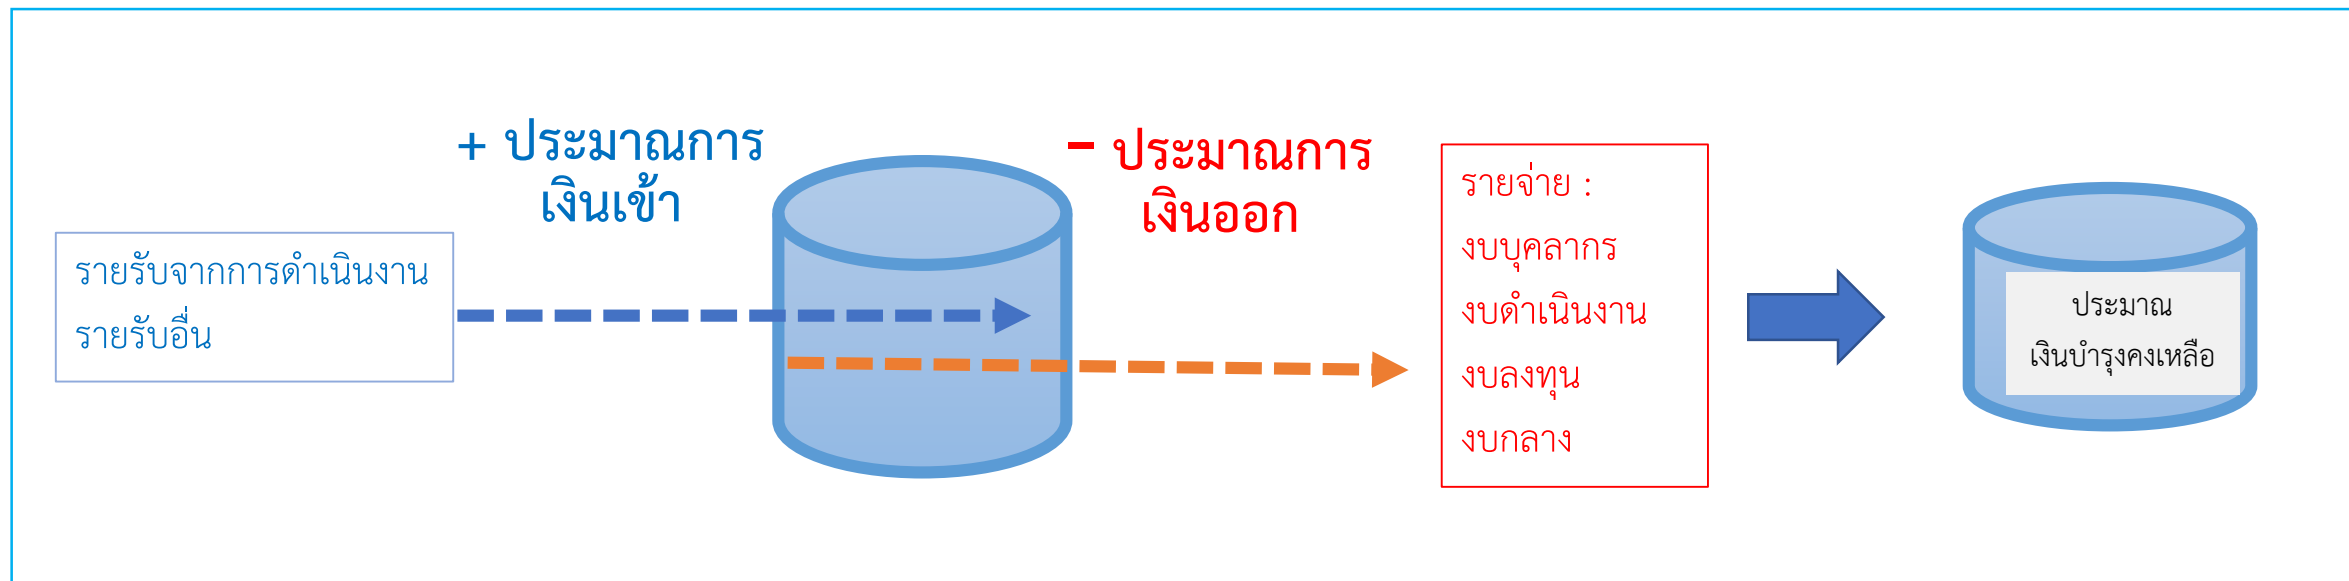 + ประมาณการ
เงินเข้า
รายรับจากการดำเนินงาน
รายรับอื่น
- ประมาณการ
เงินออก
รายจ่าย :
งบบุคลากร
งบดำเนินงาน
งบลงทุน
งบกลาง
ประมาณ
เงินบำรุงคงเหลือ